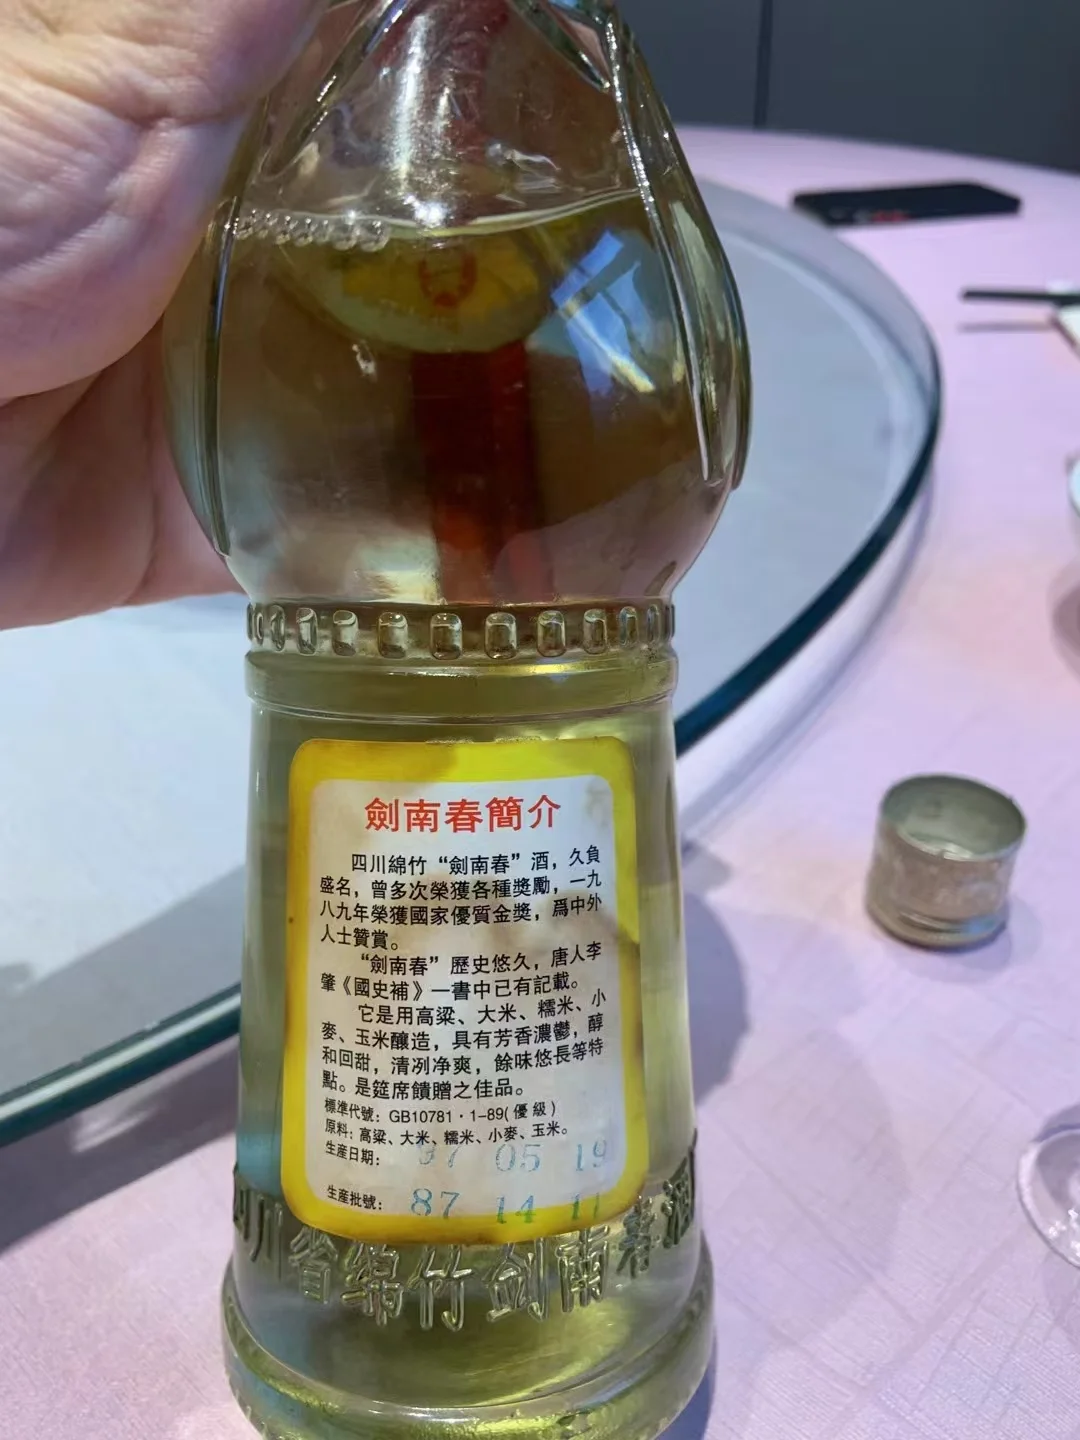 劍南春簡介
四川綿竹“劍南春”酒，久負
盛名，曾多次榮獲各種獎勵，一九
八九年榮獲國家優質金獎，爲中外
人士贊賞。
“劍南春”歷史悠久，唐人李
肇《國史補》一書中已有記載。
它是用高粱、大米、糯米、小
麥、玉米釀造，具有芳香濃鬱，醇
和回甜，清冽净爽，餘味悠長等特
點。是筵席饋贈之佳品。
標準代號：GB10781·1-89(優級)
原料：高粱、大米、糯米、小麥、玉米。
生産日期： 97 05 19
生産批號： 87 14 11
四川省绵竹剑南春酒